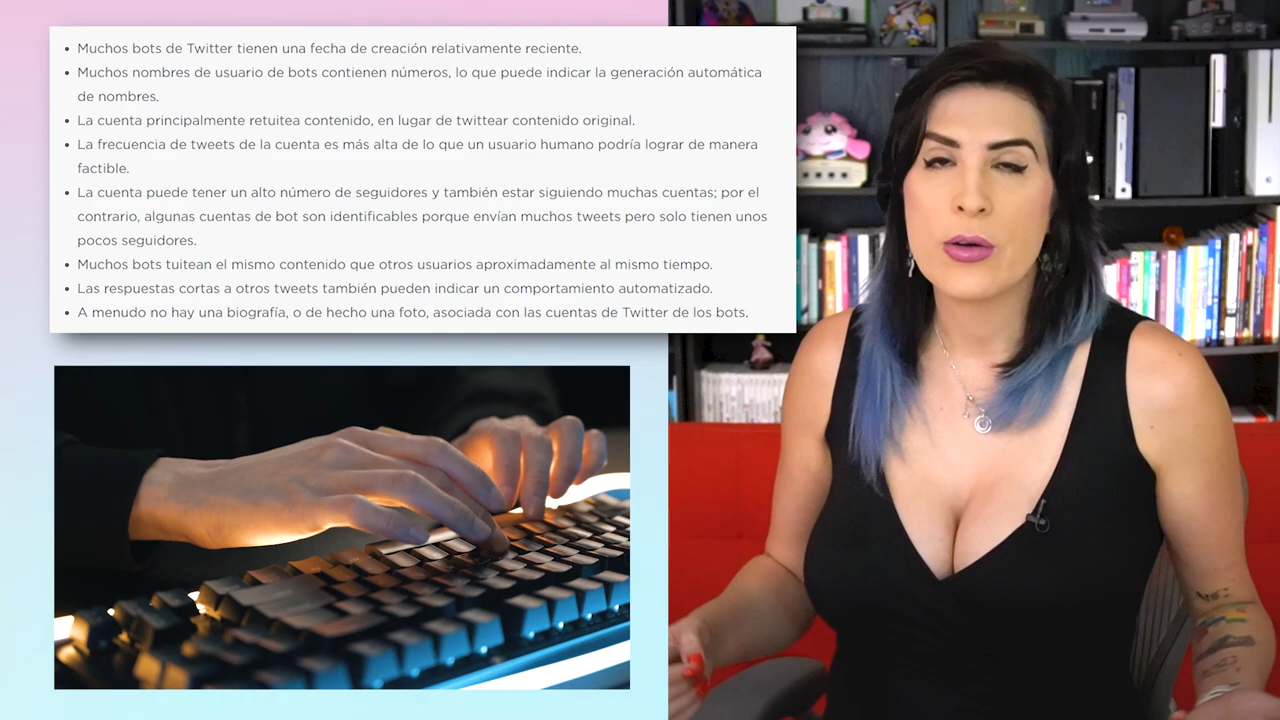 Muchos bots de Twitter tienen una fecha de creación relativamente reciente.
Muchos nombres de usuario de bots contienen números, lo que puede indicar la generación automática
de nombres.
La cuenta principalmente retuitea contenido, en lugar de twittear contenido original.
La frecuencia de tweets de la cuenta es más alta de lo que un usuario humano podría lograr de manera
factible.
La cuenta puede tener un alto número de seguidores y también estar siguiendo muchas cuentas; por el
contrario, algunas cuentas de bot son identificables porque envían muchos tweets pero solo tienen unos
pocos seguidores.
Muchos bots tuitean el mismo contenido que otros usuarios aproximadamente al mismo tiempo.
Las respuestas cortas a otros tweets también pueden indicar un comportamiento automatizado.
A menudo no hay una biografía, o de hecho una foto, asociada con las cuentas de Twitter de los bots.